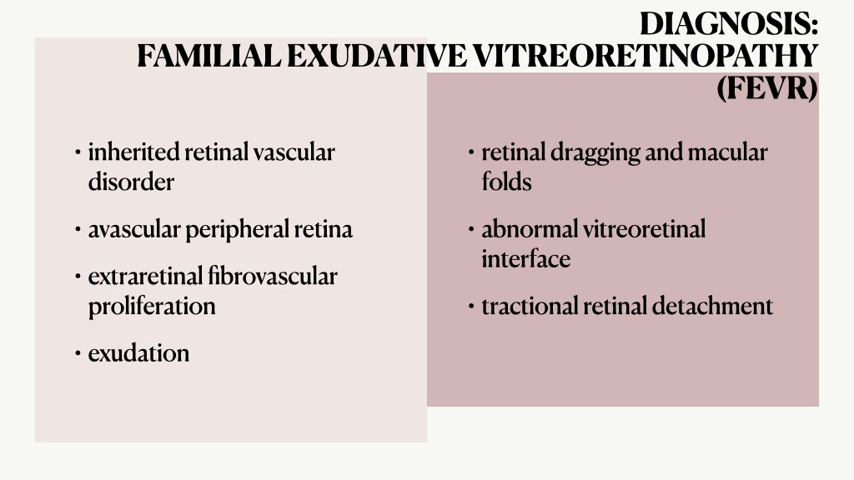 DIAGNOSIS:
FAMILIAL EXUDATIVE VITREORETINOPATHY
(FEVR)
• inherited retinal vascular
disorder
• avascular peripheral retina
• extraretinal fibrovascular
proliferation
• exudation
• retinal dragging and macular
folds
• abnormal vitreoretinal
interface
• tractional retinal detachment